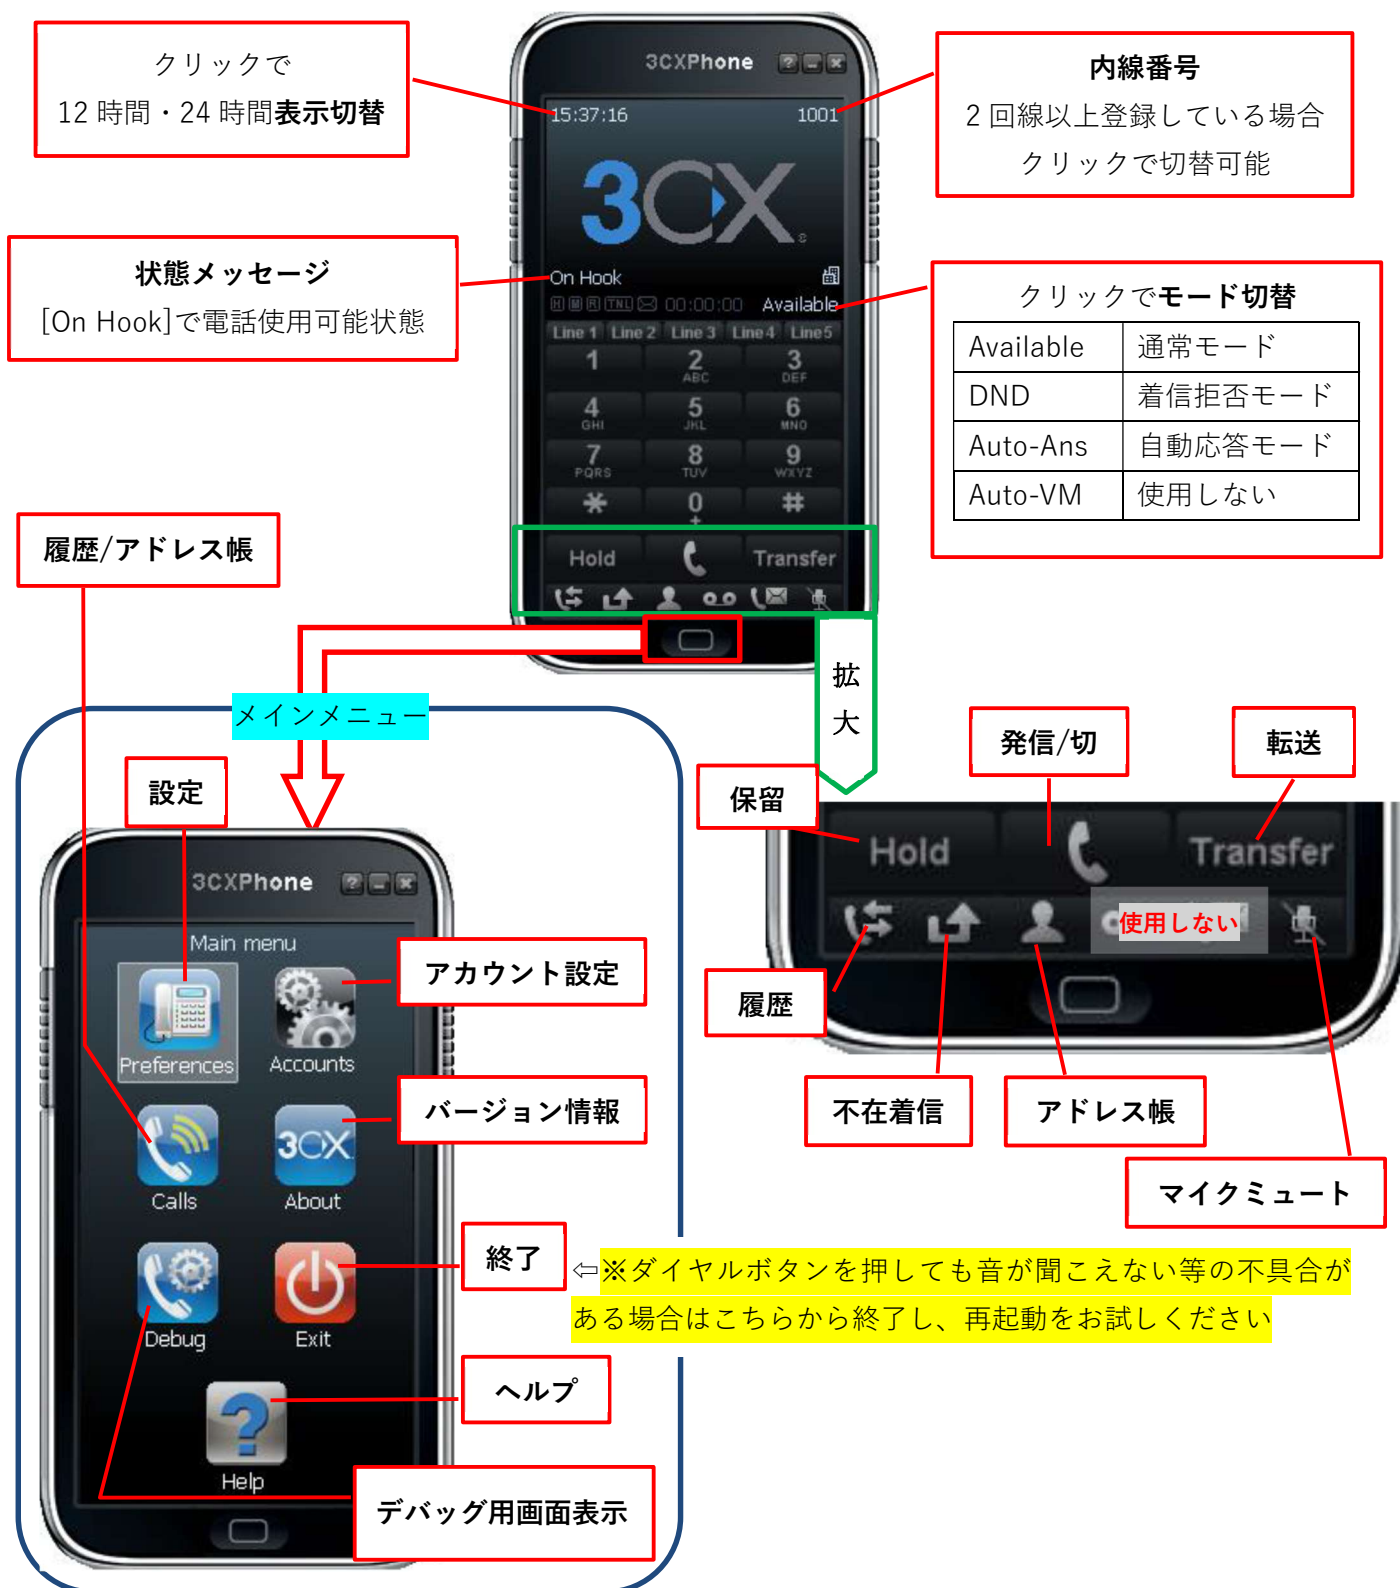 クリックで
12 時間・24 時間表示切替
3CXPhone
15:37:16
1001
内線番号
2 回線以上登録している場合
クリックで切替可能
3CX
状態メッセージ
[On Hook]で電話使用可能状態
On Hook
H M R TNL 00:00:00 Available
Line 1 Line 2 Line 3 Line 4 Line 5
1 2 3
ABC DEF
4 5 6
GHI JKL MNO
7 8 9
PQRS TUV WXYZ
* 0 #
+
Hold Transfer
クリックでモード切替
Available 通常モード
DND 着信拒否モード
Auto-Ans 自動応答モード
Auto-VM 使用しない
履歴/アドレス帳
拡
大
メインメニュー
設定
3CXPhone
Main menu
Preferences
Accounts
アカウント設定
Calls
3CX
About
バージョン情報
Debug
Exit
終了
⇦※ダイヤルボタンを押しても音が聞こえない等の不具合が
ある場合はこちらから終了し、再起動をお試しください
ヘルプ
?
Help
デバッグ用画面表示
発信/切
転送
保留
Hold Transfer
使用しない
履歴
不在着信
アドレス帳
マイクミュート